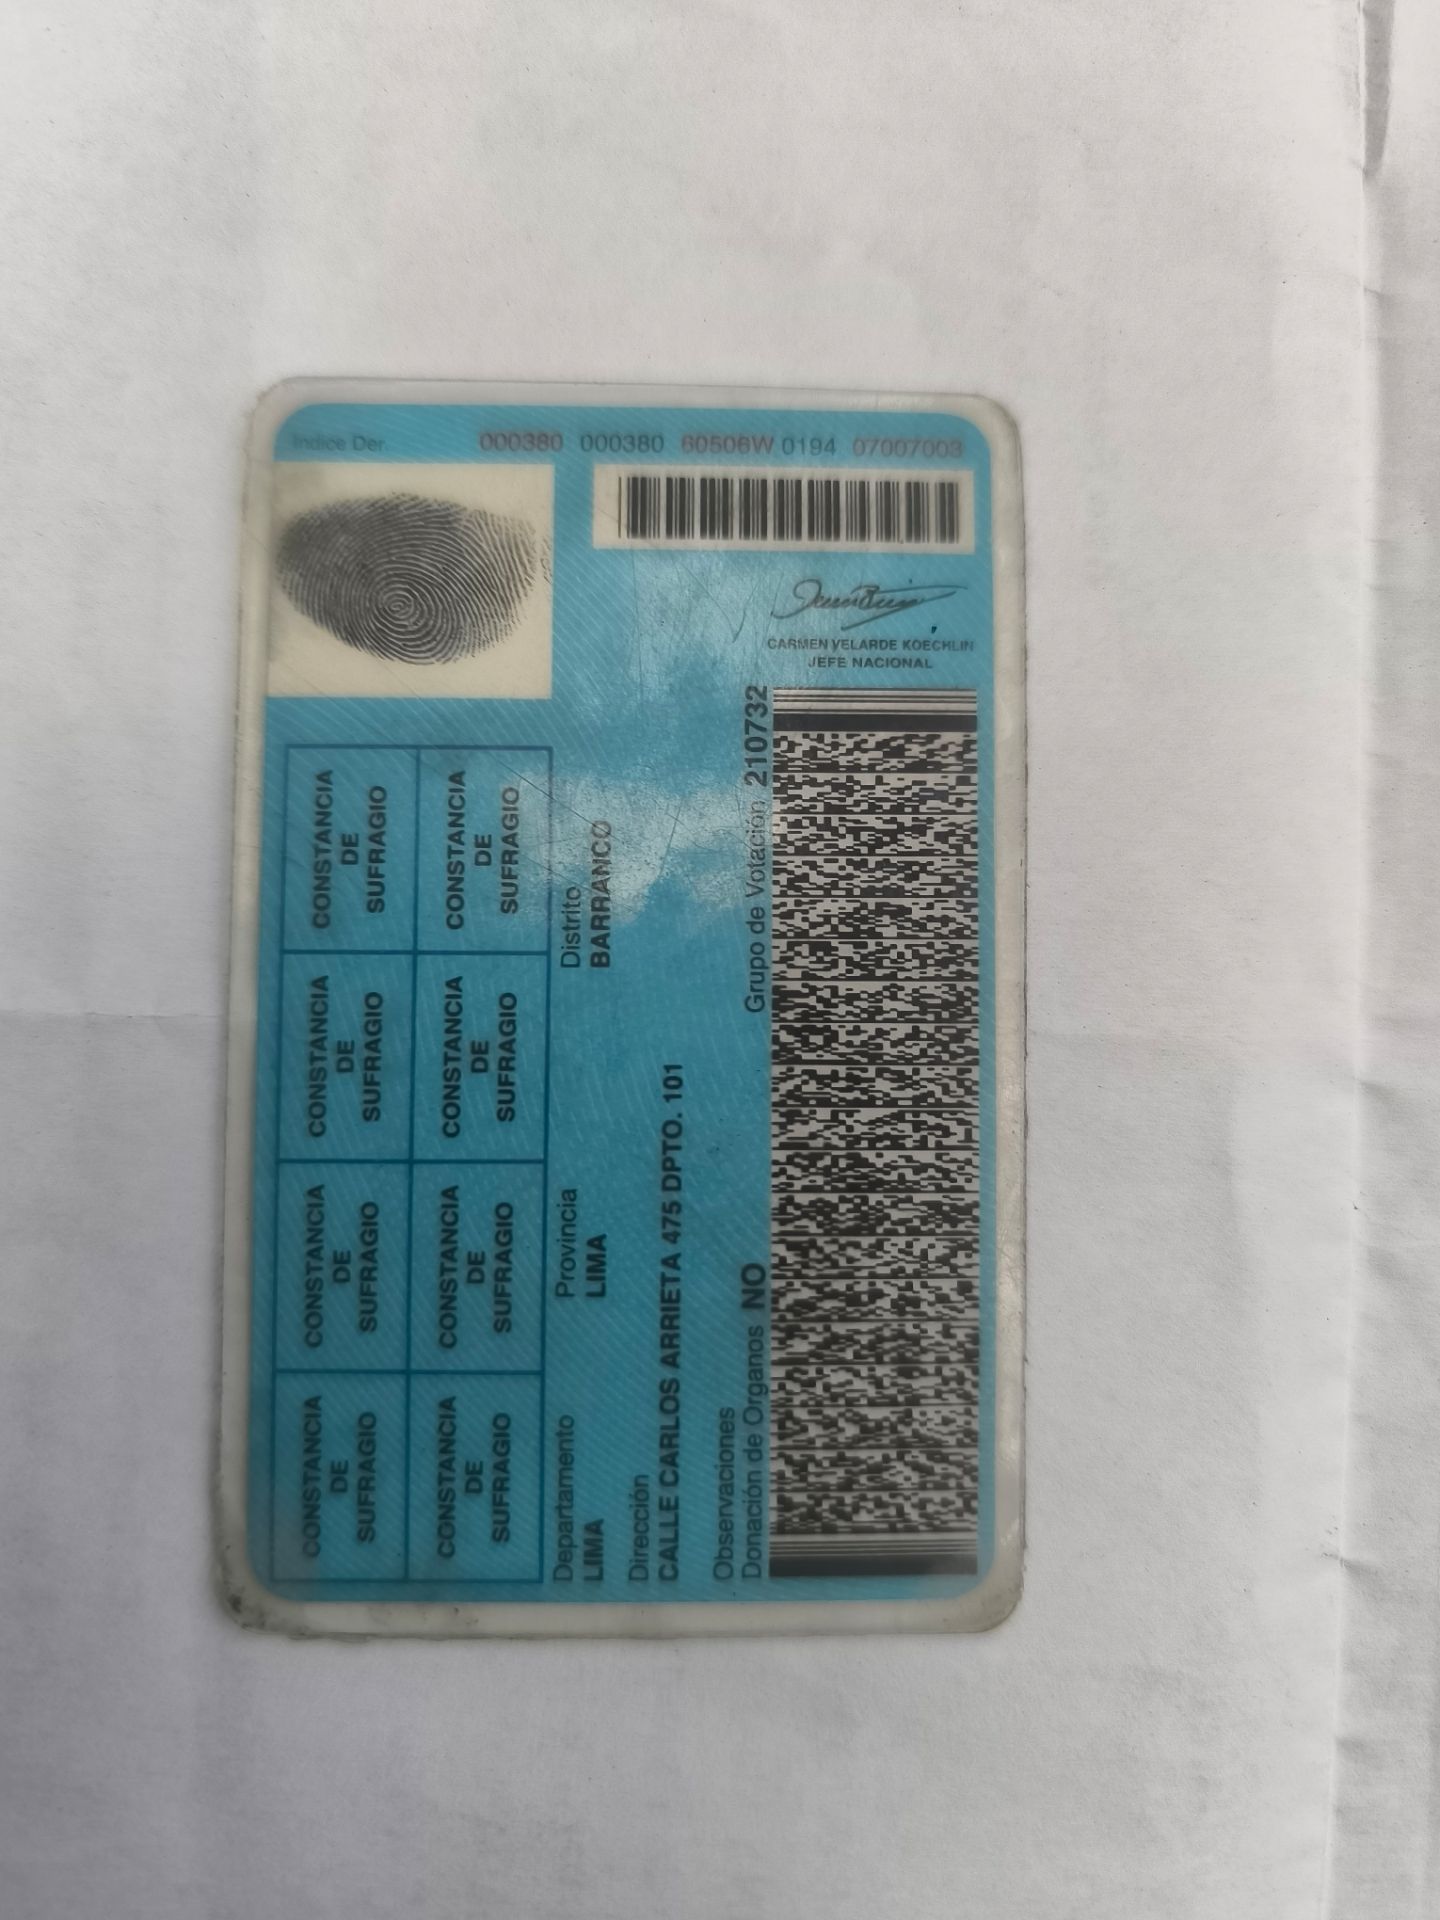 Indice Der. 000380 000380 60506W 0194 07007003
CARMEN VELARDE KOECHLIN
JEFE NACIONAL
CONSTANCIA DE SUFRAGIO CONSTANCIA DE SUFRAGIO CONSTANCIA DE SUFRAGIO CONSTANCIA DE SUFRAGIO
CONSTANCIA DE SUFRAGIO CONSTANCIA DE SUFRAGIO CONSTANCIA DE SUFRAGIO CONSTANCIA DE SUFRAGIO
Departamento Provincia Distrito
LIMA LIMA BARRANCO
Dirección
CALLE CARLOS ARRIETA 475 DPTO. 101
Observaciones
Donación de Organos NO Grupo de Votación 210732